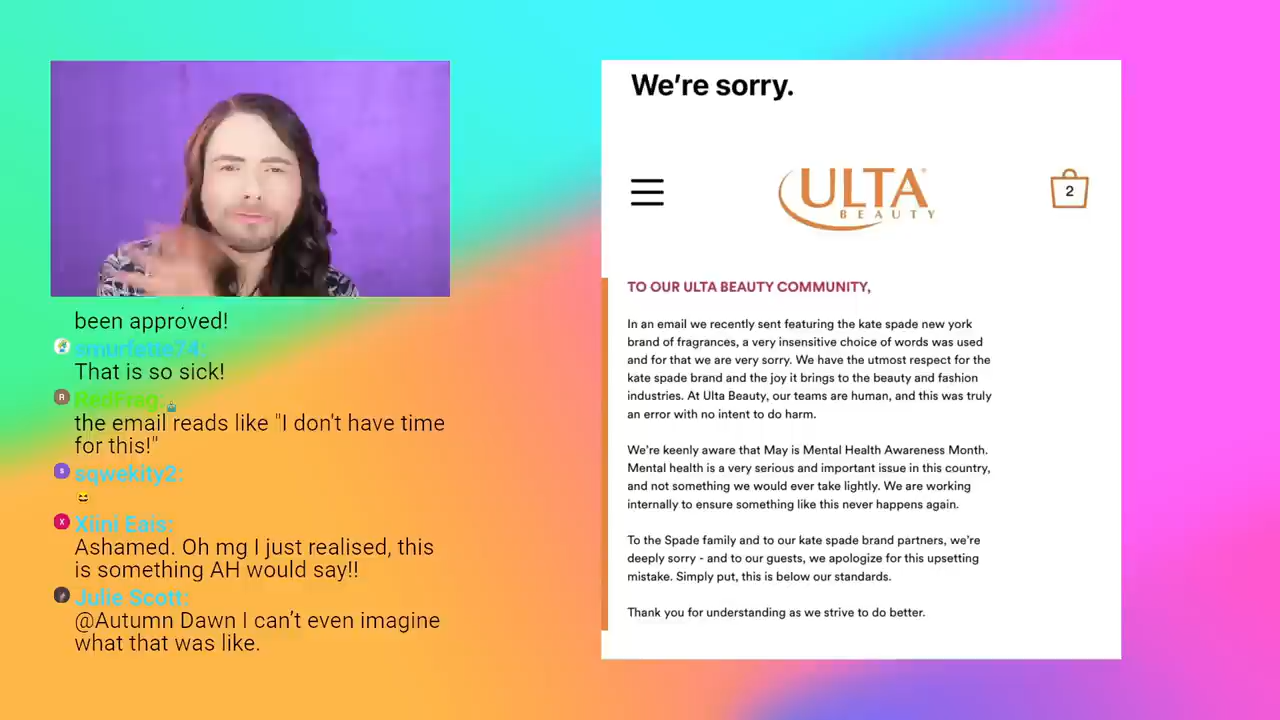 We're sorry.
ULTA
BEAUTY
2
TO OUR ULTA BEAUTY COMMUNITY,
In an email we recently sent featuring the kate spade new york
brand of fragrances, a very insensitive choice of words was used
and for that we are very sorry. We have the utmost respect for the
kate spade brand and the joy it brings to the beauty and fashion
industries. At Ulta Beauty, our teams are human, and this was truly
an error with no intent to do harm.
We're keenly aware that May is Mental Health Awareness Month.
Mental health is a very serious and important issue in this country,
and not something we would ever take lightly. We are working
internally to ensure something like this never happens again.
To the Spade family and to our kate spade brand partners, we're
deeply sorry - and to our guests, we apologize for this upsetting
mistake. Simply put, this is below our standards.
Thank you for understanding as we strive to do better.
been approved!
xmurfette74:
That is so sick!
R
RedFrag:
the email reads like "I don't have time
for this!"
S
sqwekity2:
X
Xiini Eais:
Ashamed. Oh mg I just realised, this
is something AH would say!!
Julie Scott:
@Autumn Dawn I can't even imagine
what that was like.